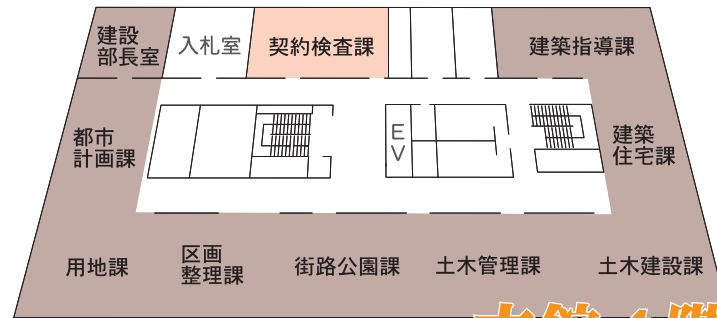 建設
部長室
入札室
契約検査課
建築指導課
都市
計画課
EV
建築
住宅課
用地課
区画
整理課
街路公園課
土木管理課
土木建設課